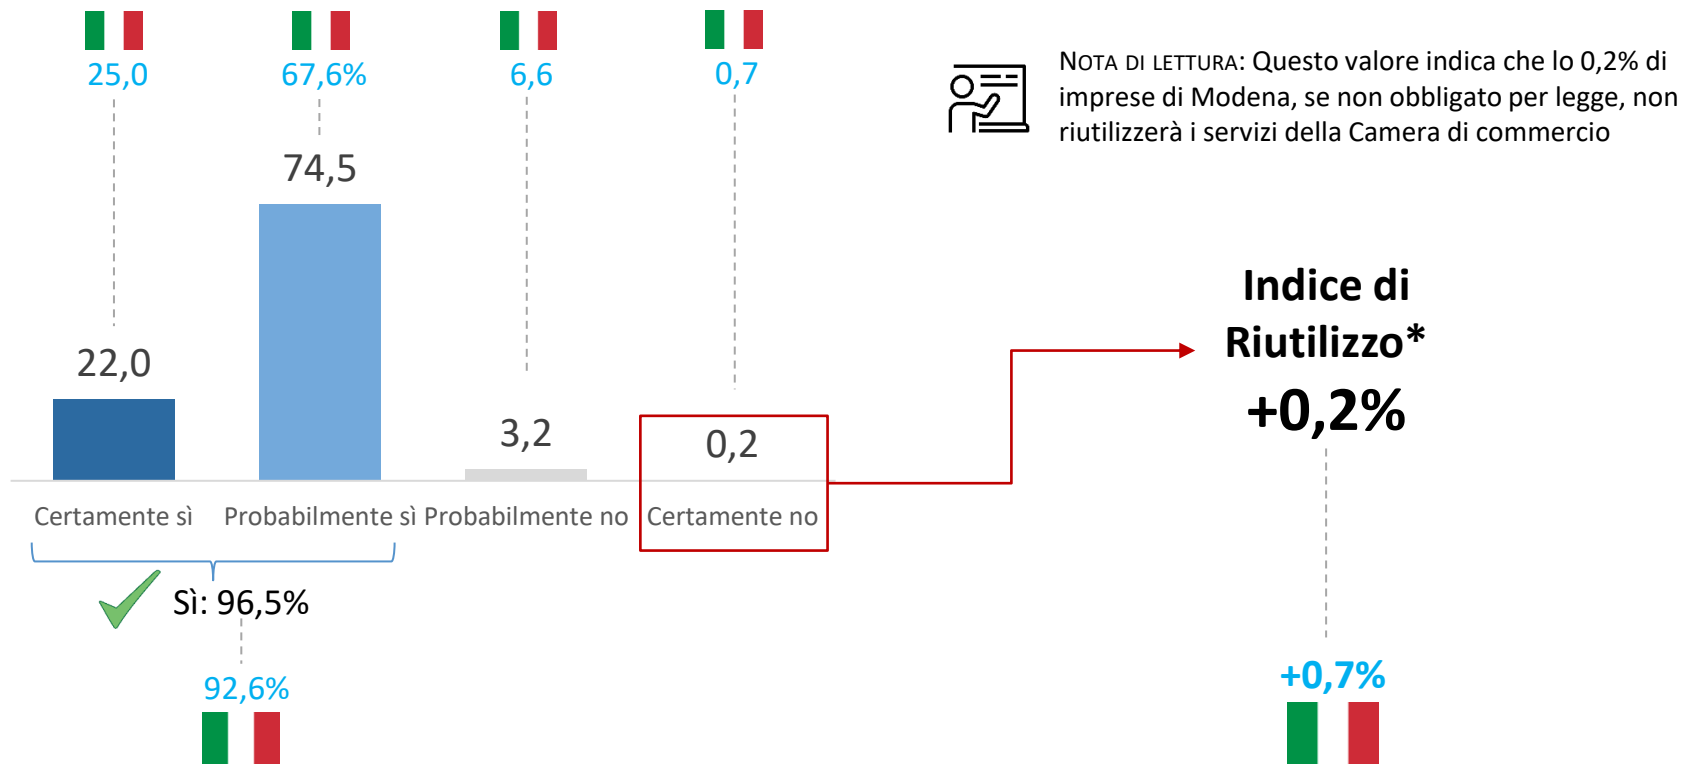 25,0
67,6%
6,6
0,7
NOTA DI LETTURA: Questo valore indica che lo 0,2% di
imprese di Modena, se non obbligato per legge, non
riutilizzerà i servizi della Camera di commercio
22,0
74,5
3,2
0,2
Certamente sì
Probabilmente sì
Probabilmente no
Certamente no
Sì: 96,5%
92,6%
Indice di
Riutilizzo*
+0,2%
+0,7%